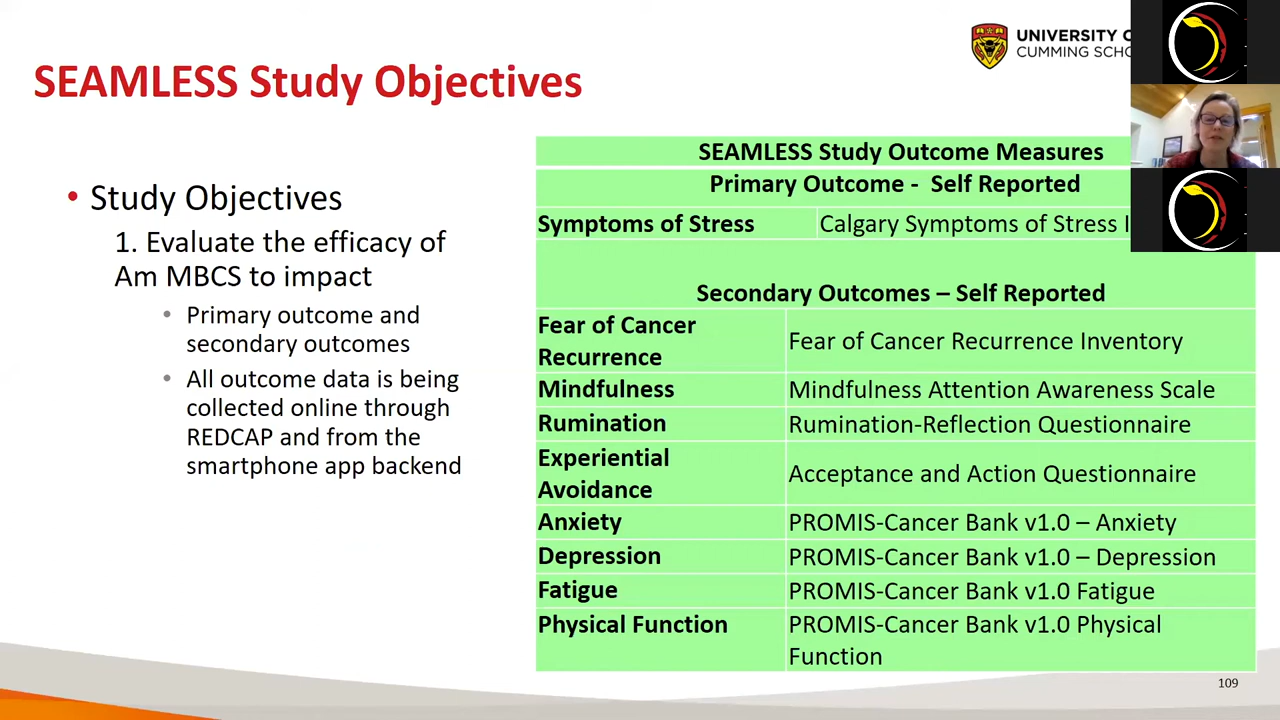 UNIVERSITY
CUMMING
SEAMLESS Study Objectives
• Study Objectives
1. Evaluate the efficacy of
Am MBCS to impact
• Primary outcome and
secondary outcomes
• All outcome data is being
collected online through
REDCAP and from the
smartphone app backend
SEAMLESS Study Outcome Measures
Primary Outcome - Self Reported
Symptoms of Stress Calgary Symptoms of Stress
Secondary Outcomes – Self Reported
Fear of Cancer
Recurrence
Fear of Cancer Recurrence Inventory
Mindfulness Mindfulness Attention Awareness Scale
Rumination Rumination-Reflection Questionnaire
Experiential
Avoidance
Acceptance and Action Questionnaire
Anxiety PROMIS-Cancer Bank v1.0 – Anxiety
Depression PROMIS-Cancer Bank v1.0 – Depression
Fatigue PROMIS-Cancer Bank v1.0 Fatigue
Physical Function PROMIS-Cancer Bank v1.0 Physical
Function
109